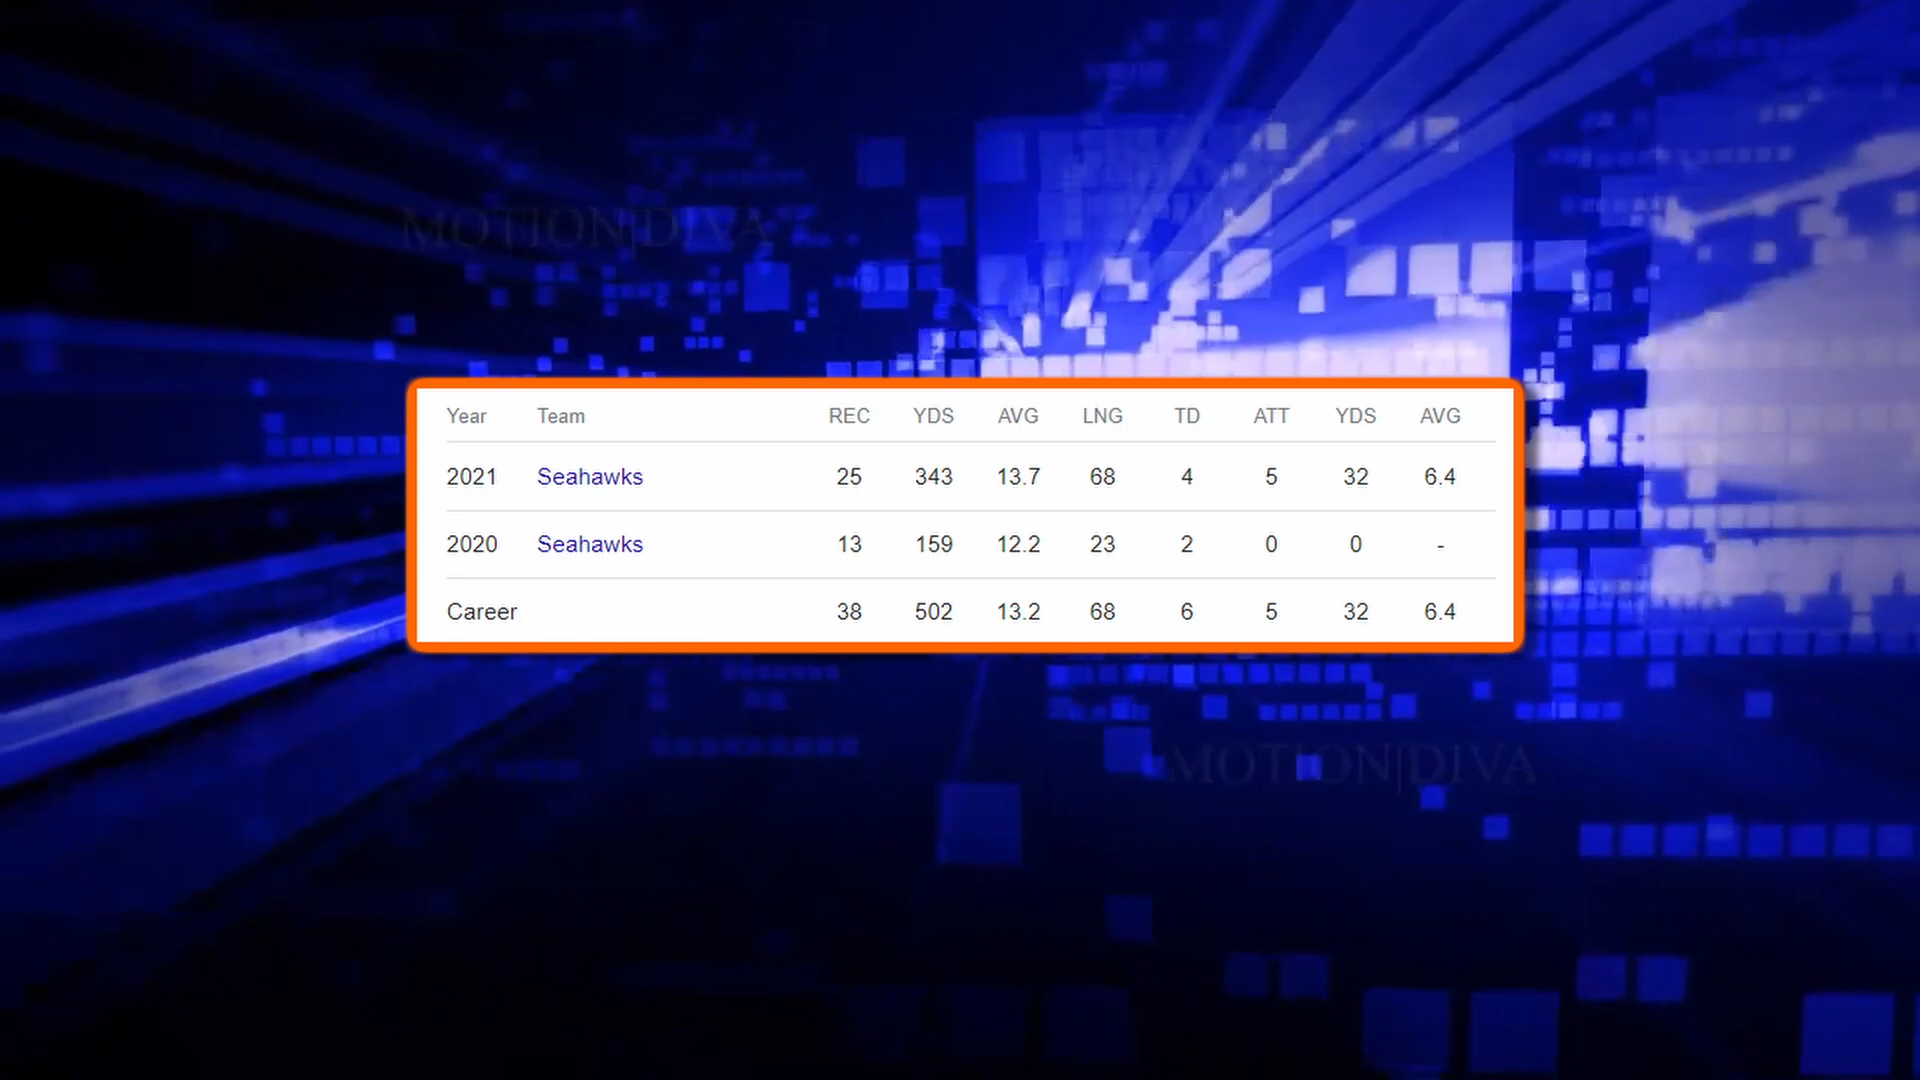 MOTION|DIVA
Year Team REC YDS AVG LNG TD ATT YDS AVG
2021 Seahawks 25 343 13.7 68 4 5 32 6.4
2020 Seahawks 13 159 12.2 23 2 0 0 -
Career 38 502 13.2 68 6 5 32 6.4
MOTION|DIVA